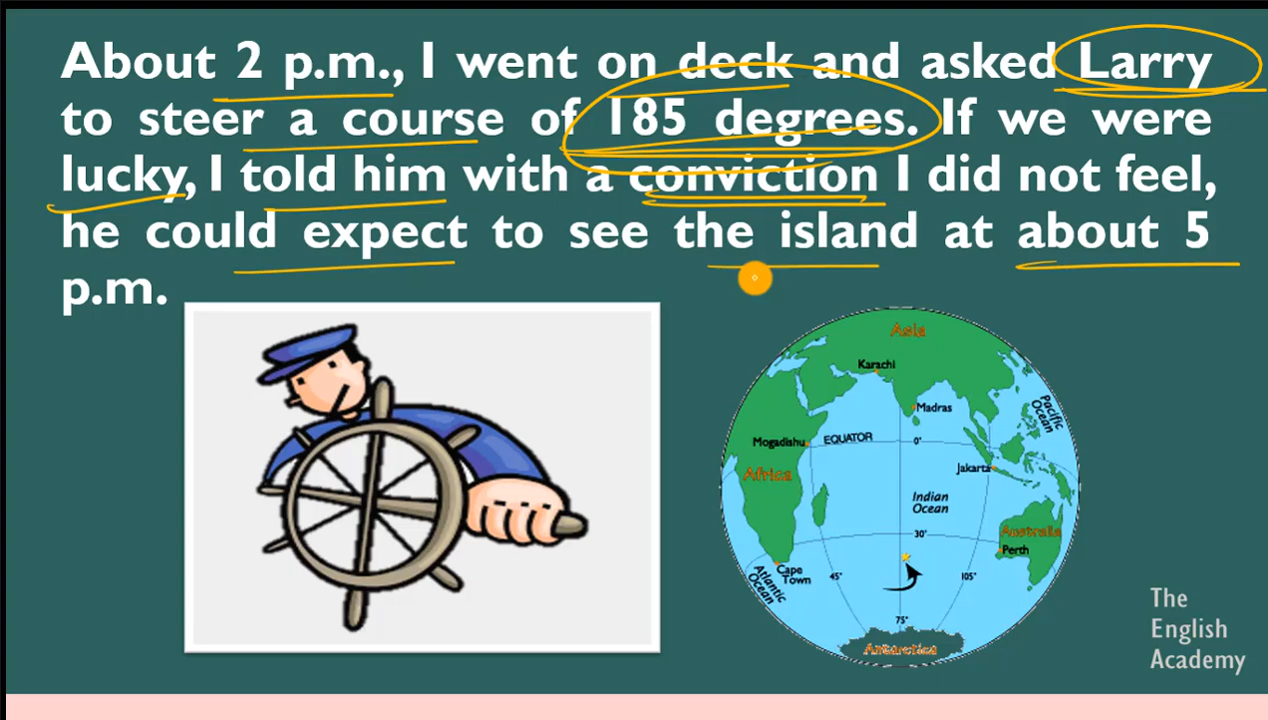 About 2 p.m., I went on deck and asked Larry
to steer a course of 185 degrees. If we were
lucky, I told him with a conviction I did not feel,
he could expect to see the island at about 5
p.m.
Asia
Karachi
Madras
Pacific
Ocean
Mogadishu
EQUATOR
0°
Jakarta
Africa
Indian
Ocean
Australia
30°
Perth
Cape
Town
Atlantic
Ocean
45°
105°
75°
Antarctica
The
English
Academy